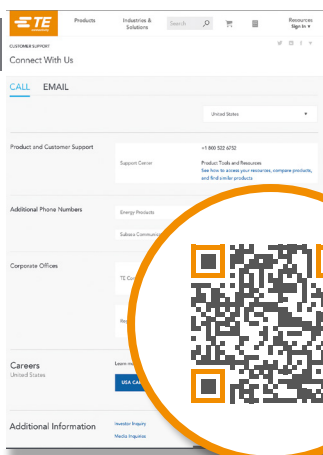 TE
connectivity
Products
Industries &
Solutions
Search
Resources
Sign In
CUSTOMER SUPPORT
Connect With Us
CALL EMAIL
United States
Product and Customer Support
+1 800 522 6752
Support Center
Product Tools and Resources
See how to access your resources, compare products,
and find similar products
Additional Phone Numbers
Energy Products
Subsea Communic
Corporate Offices
TE Co
Reg
Careers
United States
Learn mo
USA CA
Additional Information
Investor Inquiry
Media Inquiries